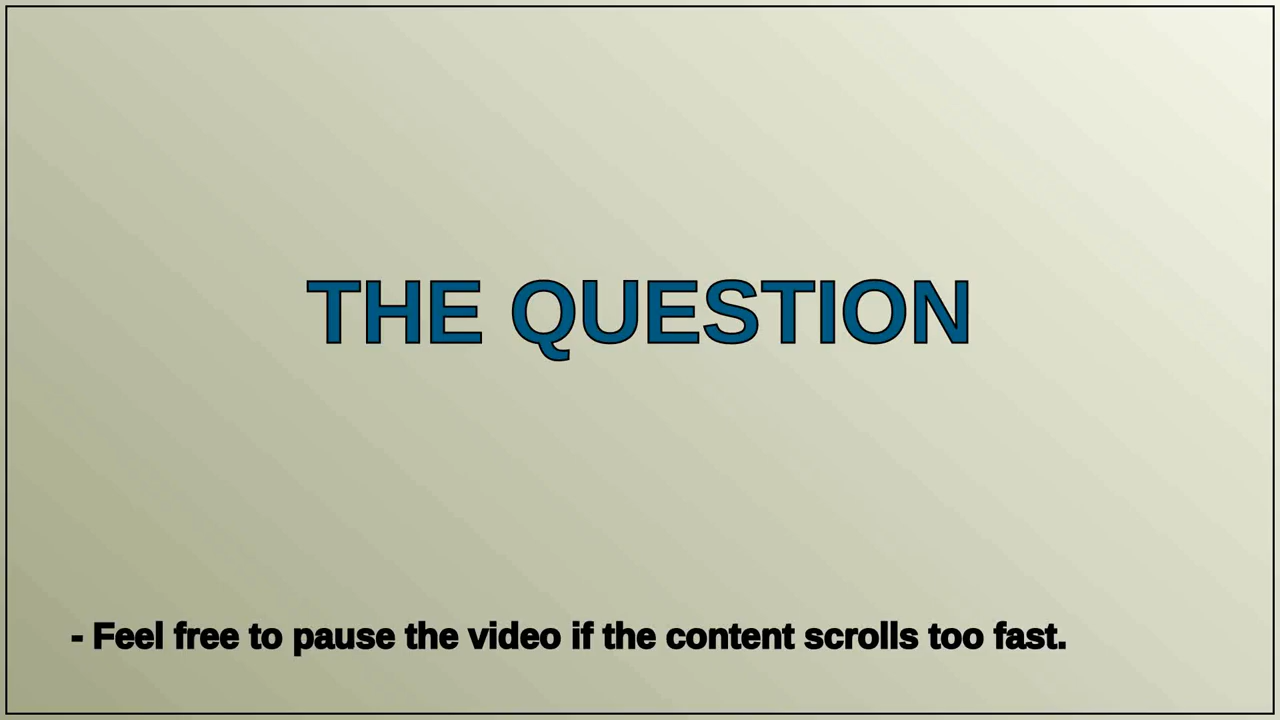 THE QUESTION
- Feel free to pause the video if the content scrolls too fast.